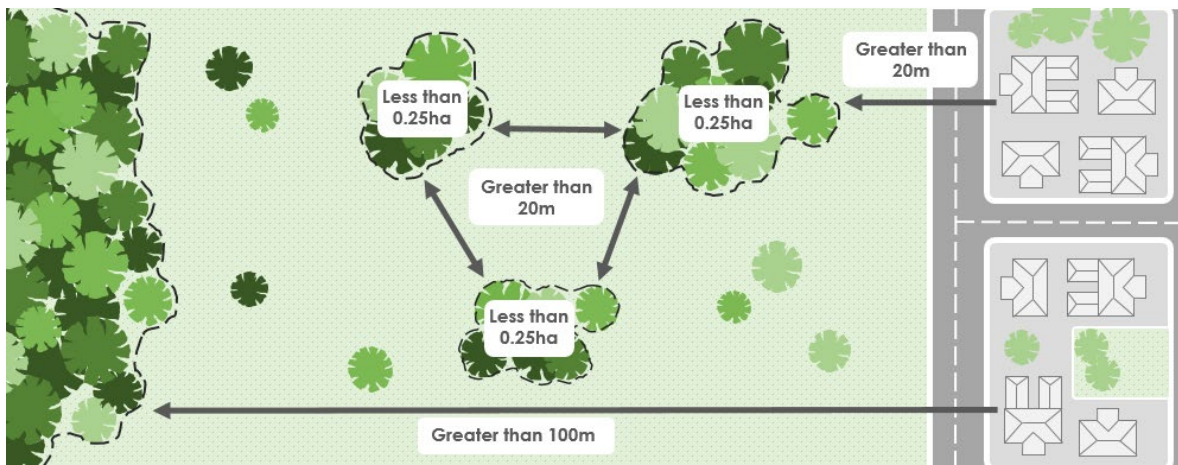 Greater than
20m
Less than
0.25ha
Less than
0.25ha
Greater than
20m
Less than
0.25ha
Greater than 100m